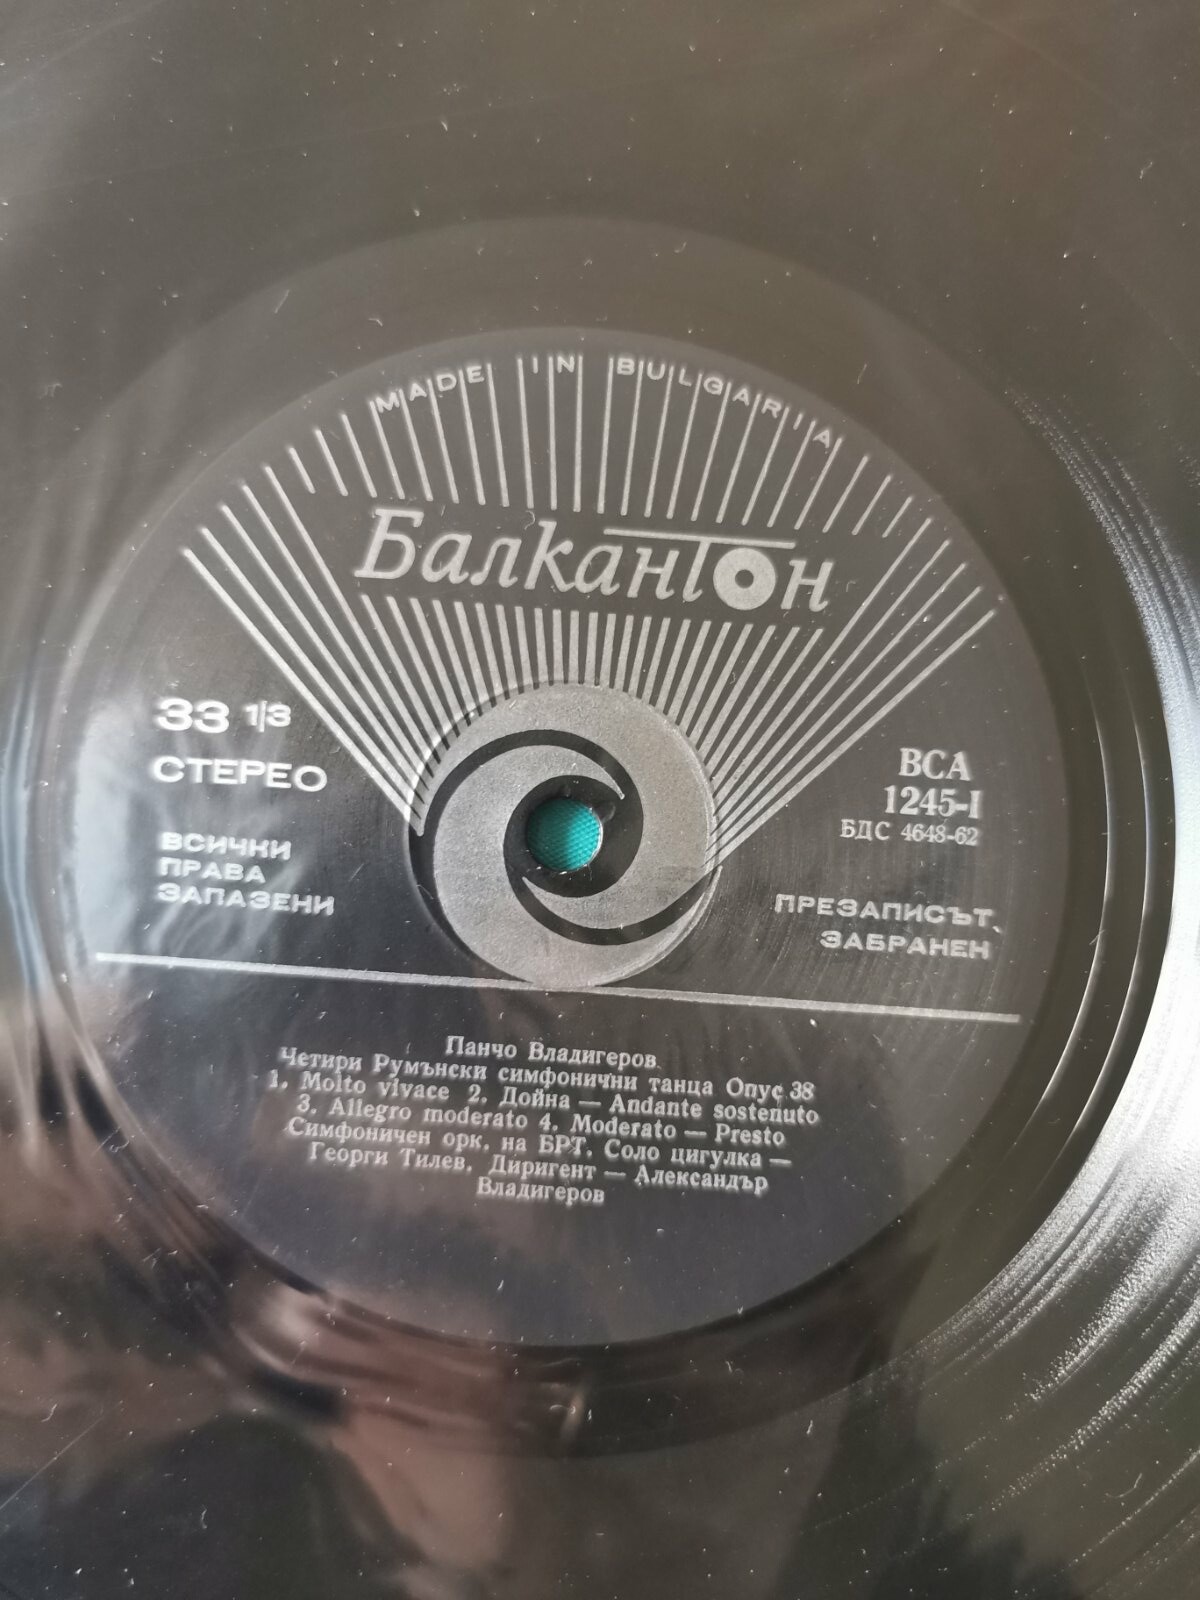 MADE IN BULGARIA
Балкантон
33 1/3
СТЕРЕО
ВСИЧКИ
ПРАВА
ЗАПАЗЕНИ
ВСА
1245-I
БДС 4648-62
ПРЕЗАПИСЪТ
ЗАБРАНЕН
Панчо Владигеров
Четири Румънски симфонични танца Опус 38
1. Molto vivace 2. Дойна — Andante sostenuto
3. Allegro moderato 4. Moderato — Presto
Симфоничен орк. на БРТ. Соло цигулка —
Георги Тилев. Диригент — Александър
Владигеров